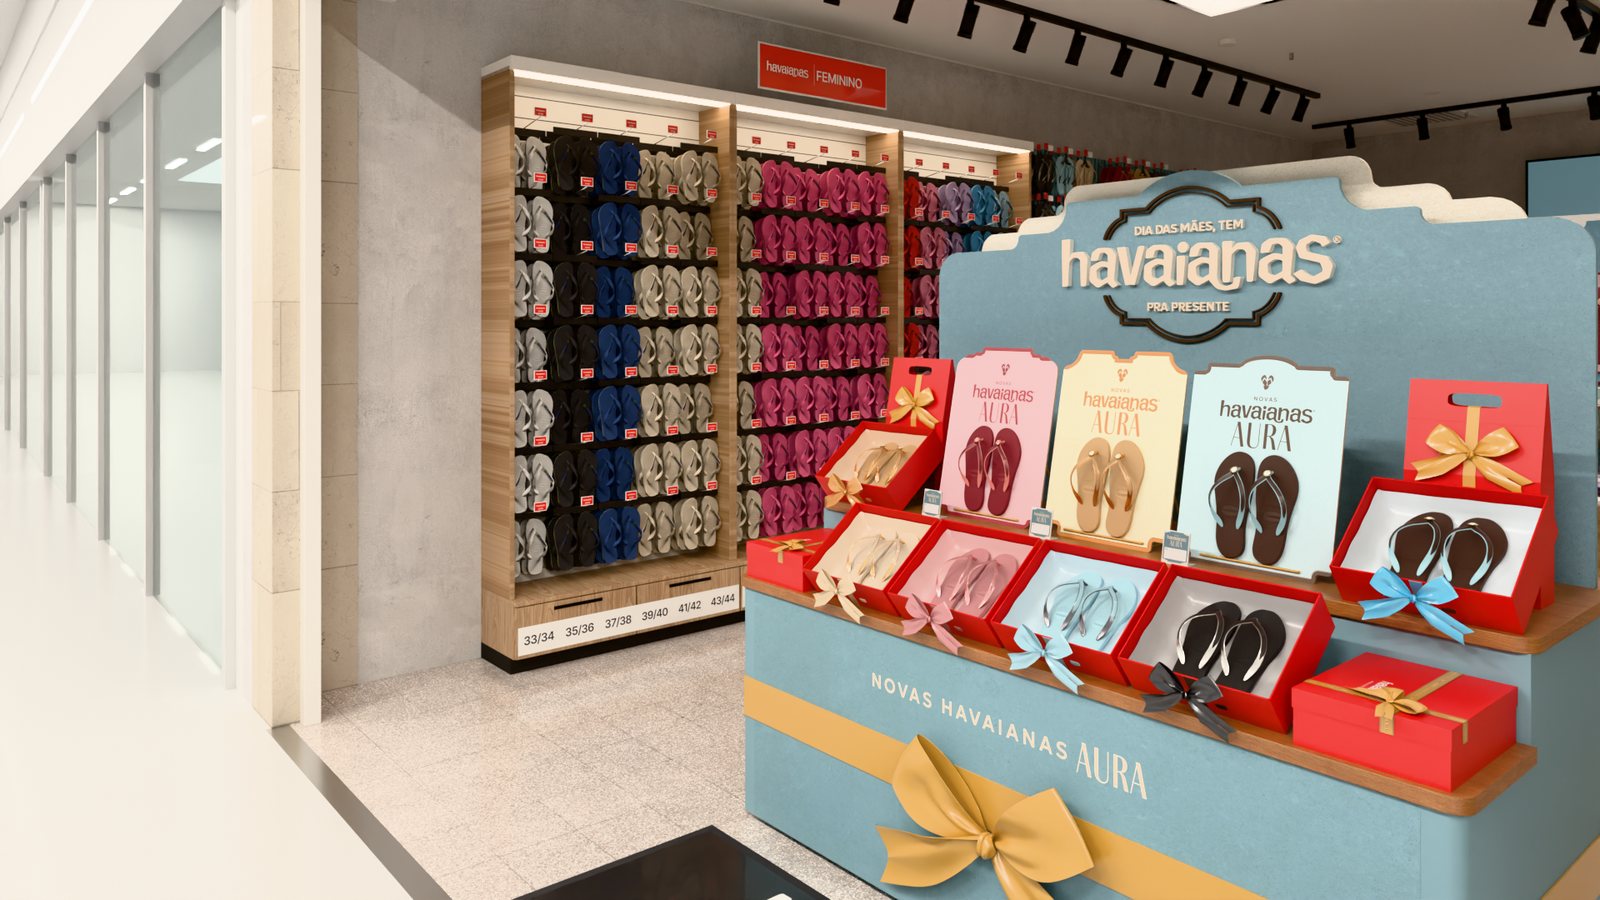 havaianas FEMININO
DIA DAS MÃES, TEM
havaianas®
PRA PRESENTE
NOVAS
havaianas
AURA
NOVAS
havaianas
AURA
NOVAS
havaianas
AURA
33/34 35/36 37/38 39/40 41/42 43/44
NOVAS HAVAIANAS AURA